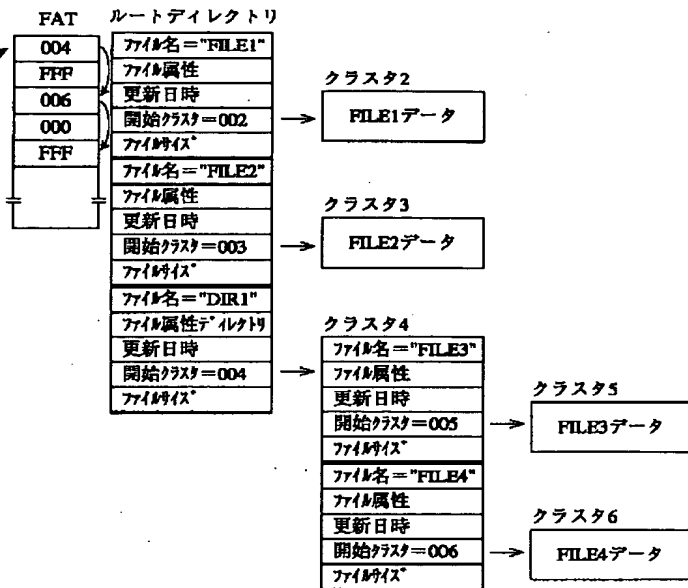 FAT
004
FFF
006
000
FFF
ルートディレクトリ
ファイル名="FILE1"
ファイル属性
更新日時
開始クラスタ=002
ファイルサイズ
ファイル名="FILE2"
ファイル属性
更新日時
開始クラスタ=003
ファイルサイズ
ファイル名="DIR1"
ファイル属性ディレクトリ
更新日時
開始クラスタ=004
ファイルサイズ
クラスタ2
FILE1データ
クラスタ3
FILE2データ
クラスタ4
ファイル名="FILE3"
ファイル属性
更新日時
開始クラスタ=005
ファイルサイズ
ファイル名="FILE4"
ファイル属性
更新日時
開始クラスタ=006
ファイルサイズ
クラスタ5
FILE3データ
クラスタ6
FILE4データ